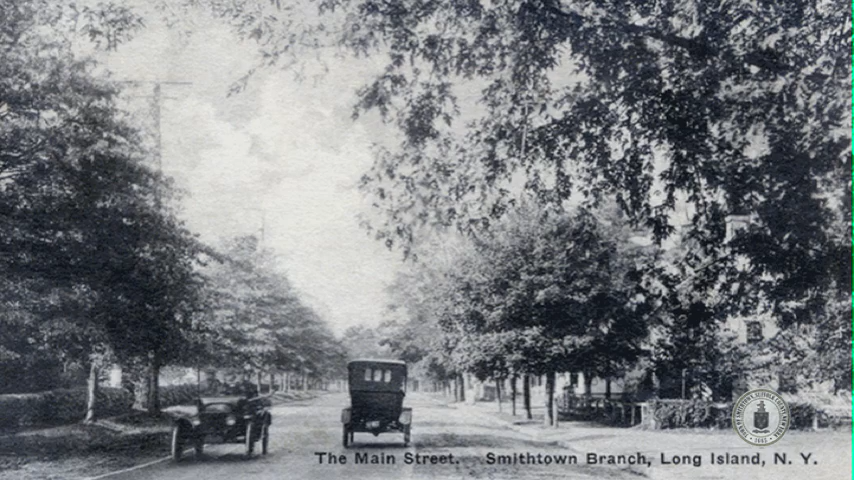 The Main Street. Smithtown Branch, Long Island, N. Y.